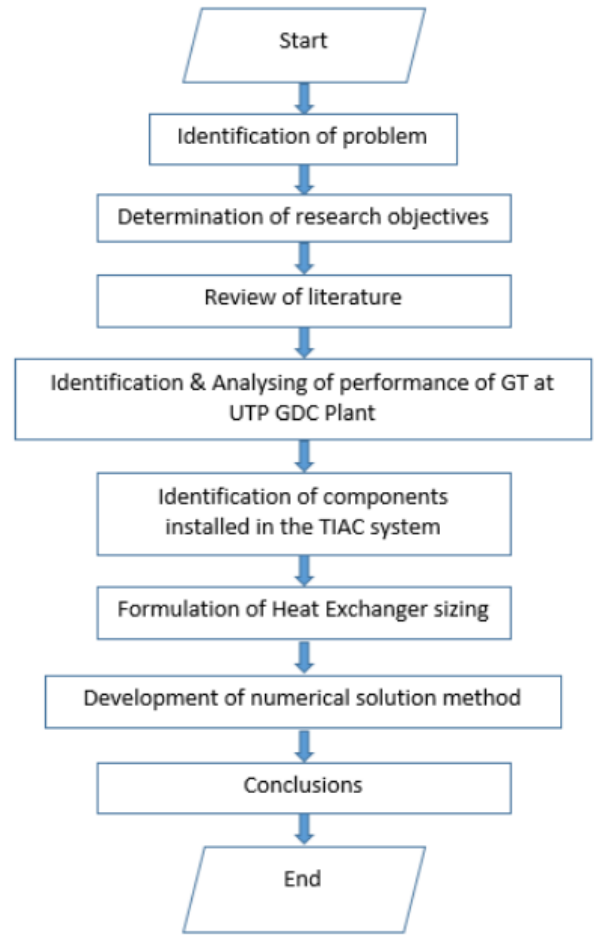 Start
Identification of problem
Determination of research objectives
Review of literature
Identification & Analysing of performance of GT at
UTP GDC Plant
Identification of components
installed in the TIAC system
Formulation of Heat Exchanger sizing
Development of numerical solution method
Conclusions
End